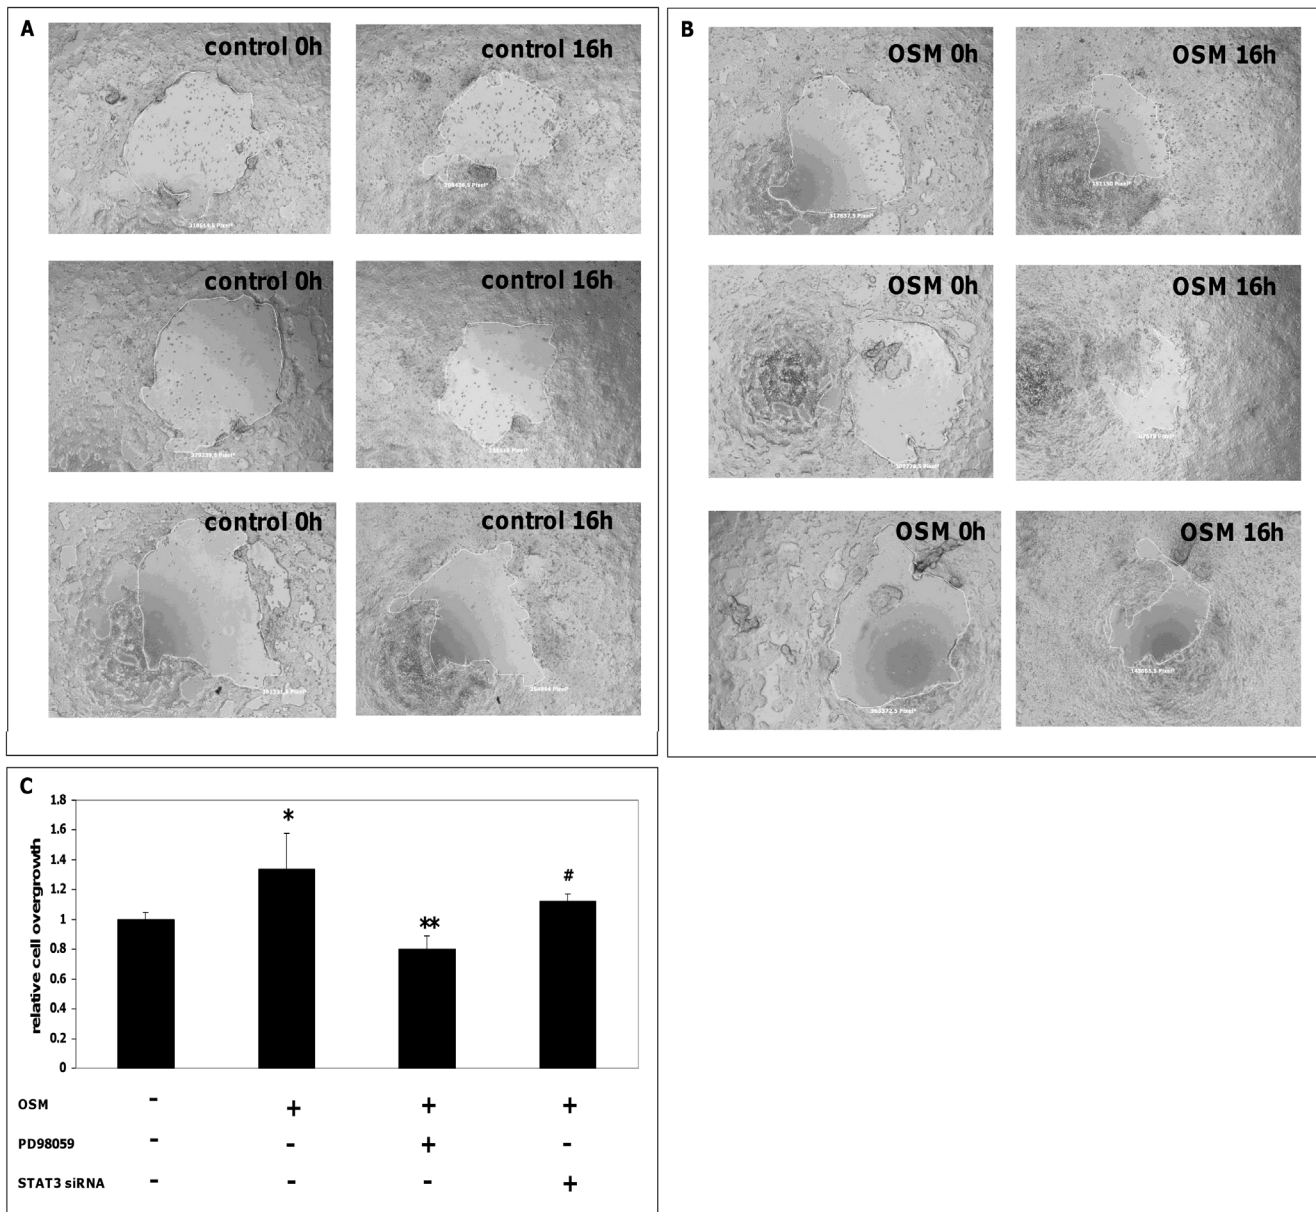 A
control 0h
control 16h
control 0h
control 16h
control 0h
control 16h
B
OSM 0h
OSM 16h
OSM 0h
OSM 16h
OSM 0h
OSM 16h
C
1.8
1.6
1.4
1.2
1
0.8
0.6
0.4
0.2
0
relative cell overgrowth
*
**
#
OSM - + + +
PD98059 - - + -
STAT3 siRNA - - - +